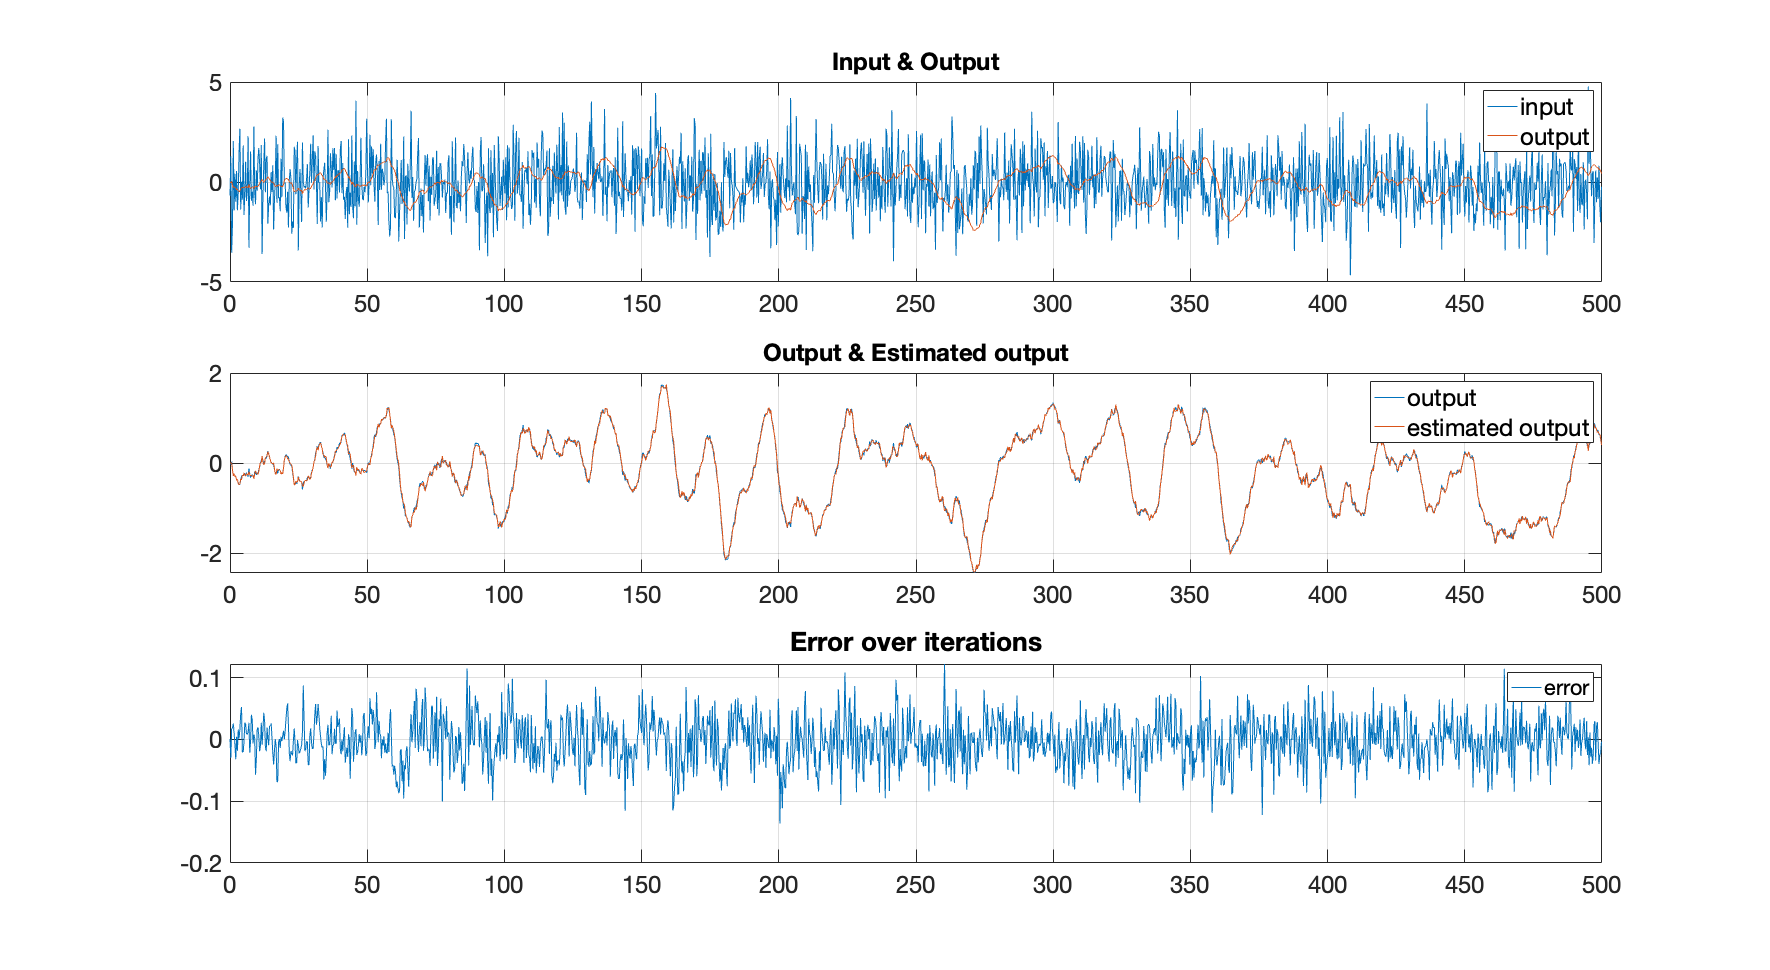 Input & Output
5
0
-5
input
output
0 50 100 150 200 250 300 350 400 450 500
Output & Estimated output
2
0
-2
output
estimated output
0 50 100 150 200 250 300 350 400 450 500
Error over iterations
0.1
0
-0.1
-0.2
error
0 50 100 150 200 250 300 350 400 450 500